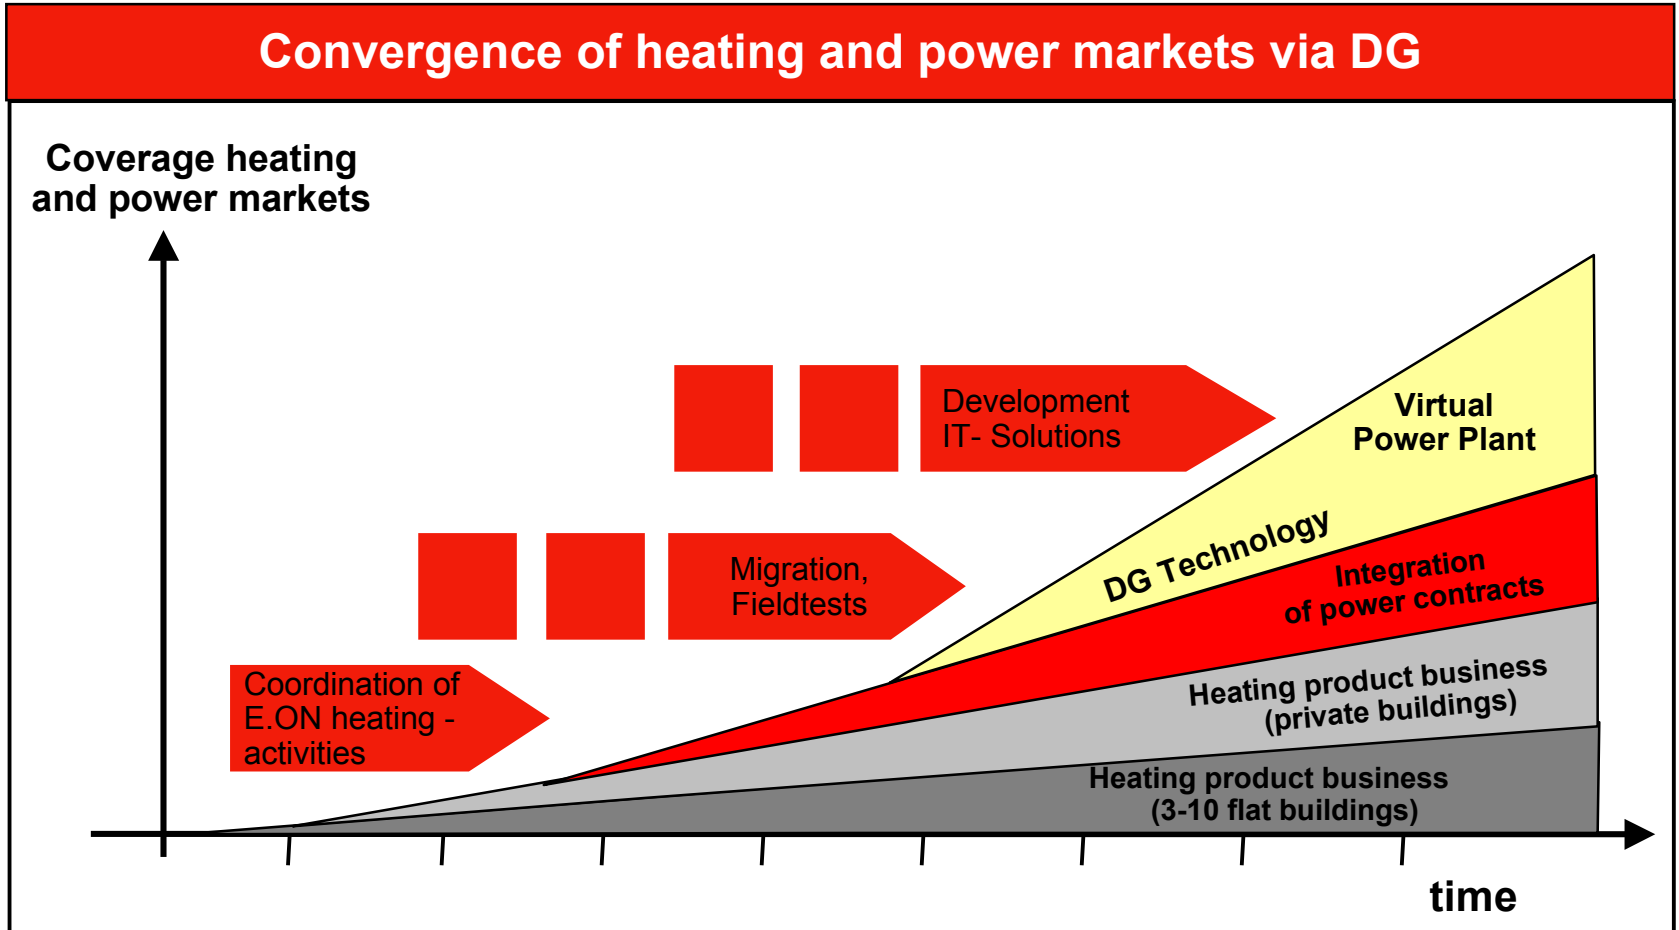 Convergence of heating and power markets via DG
Coverage heating
and power markets
Development
IT- Solutions
Virtual
Power Plant
Migration,
Fieldtests
DG Technology
Integration
of power contracts
Coordination of
E.ON heating -
activities
Heating product business
(private buildings)
Heating product business
(3-10 flat buildings)
time